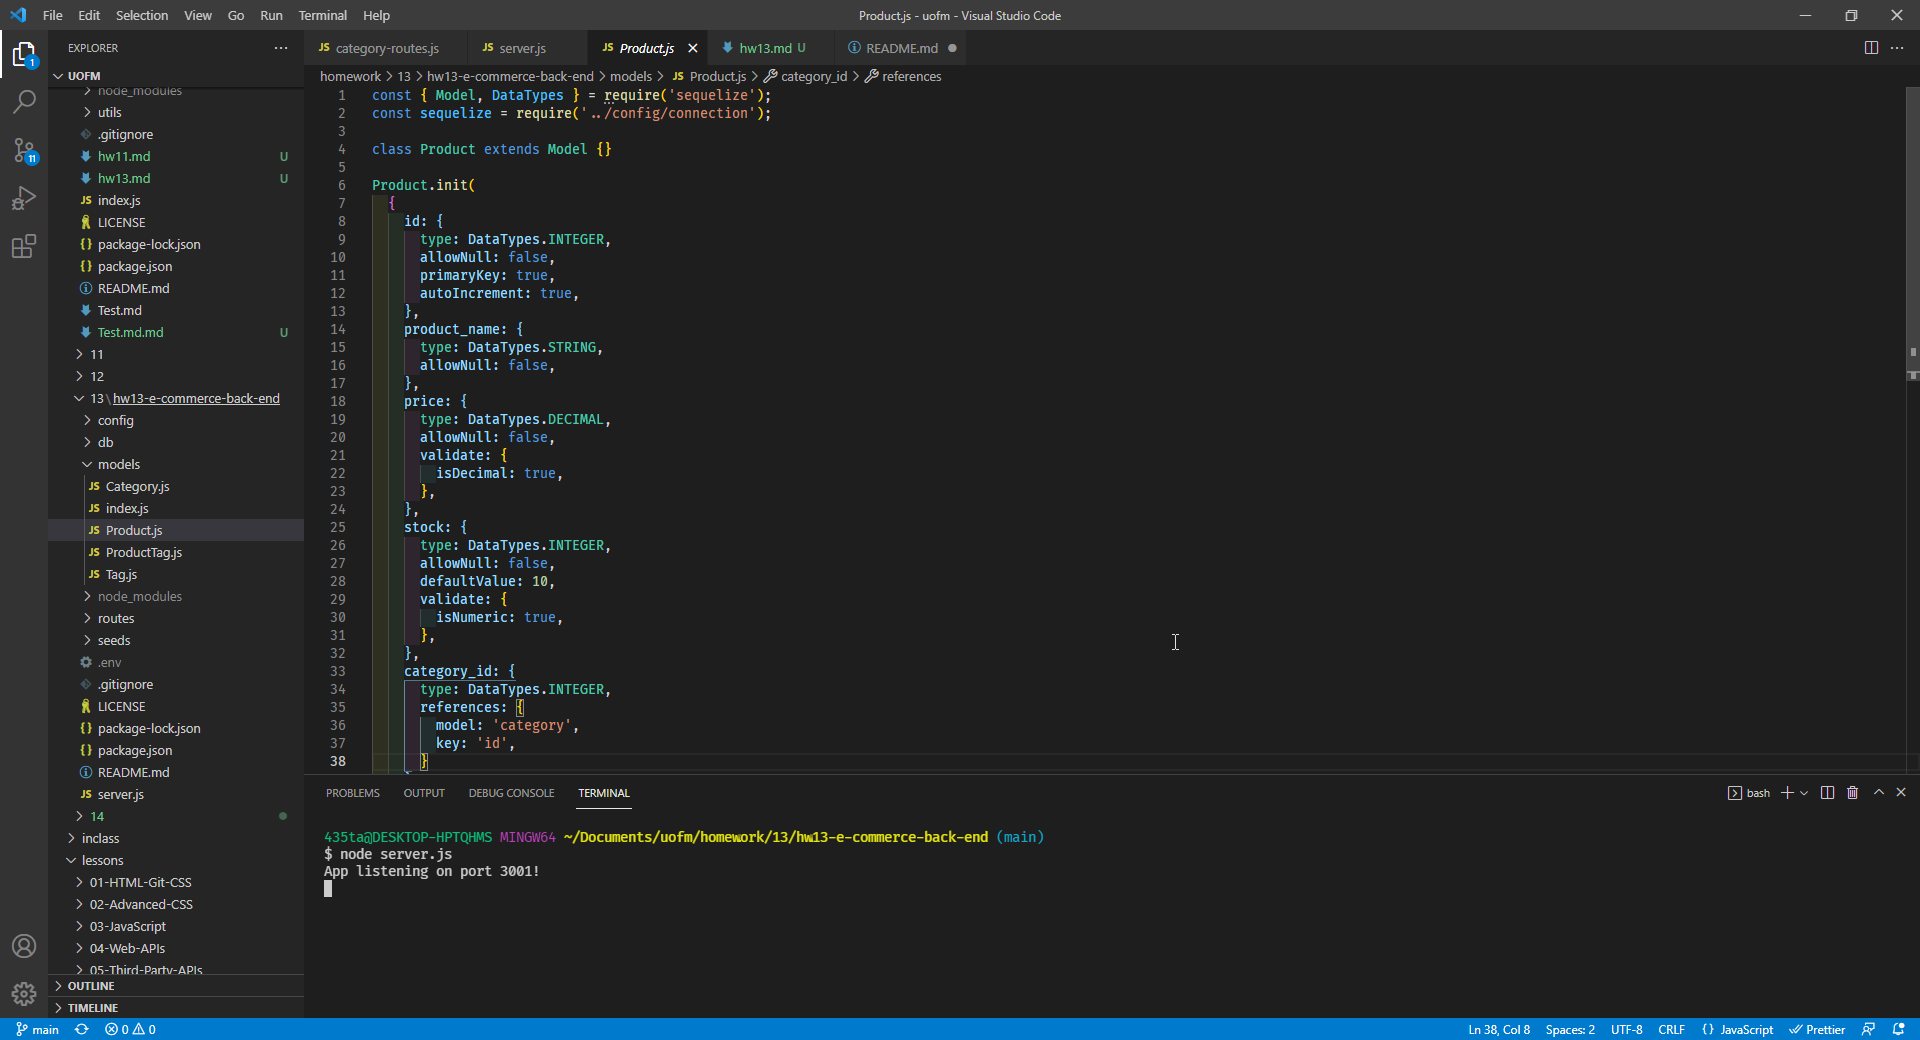 File Edit Selection View Go Run Terminal Help
Product.js - uofm - Visual Studio Code
EXPLORER
category-routes.js
server.js
Product.js
hw13.md U
README.md
homework > 13 > hw13-e-commerce-back-end > models > JS Product.js > category_id > references
UOFM
node_modules
utils
.gitignore
hw11.md U
hw13.md U
index.js
LICENSE
package-lock.json
package.json
README.md
Test.md
Test.md.md U
11
12
13\hw13-e-commerce-back-end
config
db
models
Category.js
index.js
Product.js
ProductTag.js
Tag.js
node_modules
routes
seeds
.env
.gitignore
LICENSE
package-lock.json
package.json
README.md
server.js
14
inclass
lessons
01-HTML-Git-CSS
02-Advanced-CSS
03-JavaScript
04-Web-APIs
05-Third-Party-APIs
OUTLINE
TIMELINE
1 const { Model, DataTypes } = require('sequelize');
2 const sequelize = require('../config/connection');
3
4 class Product extends Model {}
5
6 Product.init(
7 {
8 id: {
9 type: DataTypes.INTEGER,
10 allowNull: false,
11 primaryKey: true,
12 autoIncrement: true,
13 },
14 product_name: {
15 type: DataTypes.STRING,
16 allowNull: false,
17 },
18 price: {
19 type: DataTypes.DECIMAL,
20 allowNull: false,
21 validate: {
22 isDecimal: true,
23 },
24 },
25 stock: {
26 type: DataTypes.INTEGER,
27 allowNull: false,
28 defaultValue: 10,
29 validate: {
30 isNumeric: true,
31 },
32 },
33 category_id: {
34 type: DataTypes.INTEGER,
35 references: {
36 model: 'category',
37 key: 'id',
38 }
PROBLEMS OUTPUT DEBUG CONSOLE TERMINAL
bash
435ta@DESKTOP-HPTQHMS MINGW64 ~/Documents/uofm/homework/13/hw13-e-commerce-back-end (main)
$ node server.js
App listening on port 3001!
main 0 0
Ln 38, Col 8 Spaces: 2 UTF-8 CRLF {} JavaScript Prettier